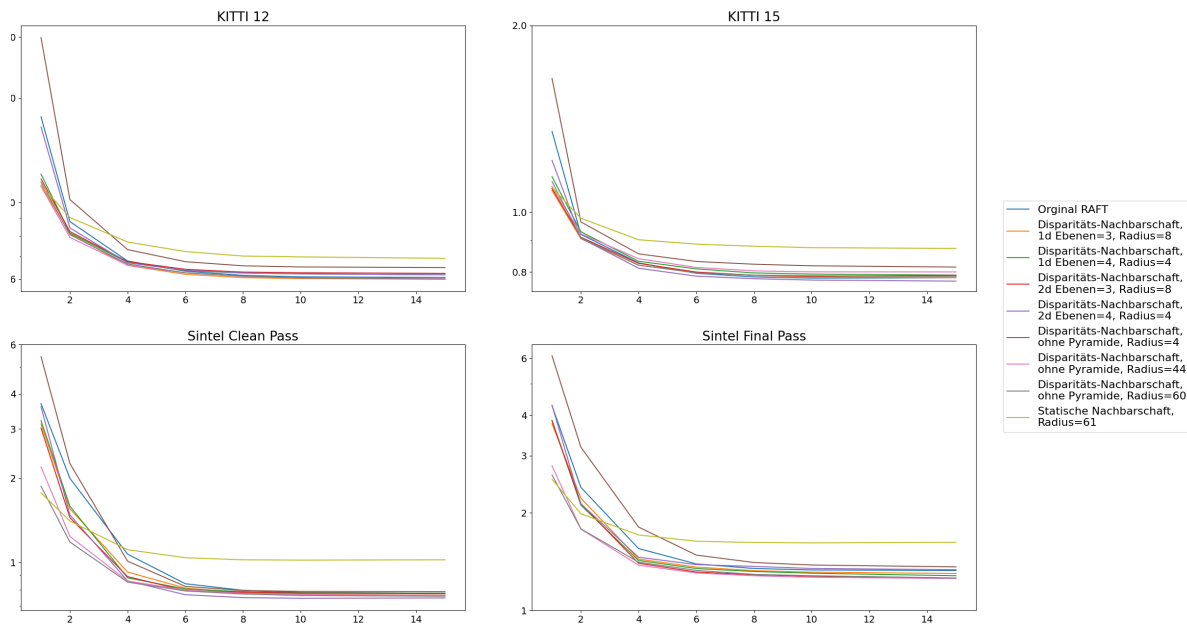 KITTI 12
KITTI 15
0
0
0
6
2 4 6 8 10 12 14
2.0
1.0
0.8
2 4 6 8 10 12 14
Sintel Clean Pass
Sintel Final Pass
6
4
3
2
1
2 4 6 8 10 12 14
6
4
3
2
1
2 4 6 8 10 12 14
Orginal RAFT
Disparitäts-Nachbarschaft,
1d Ebenen=3, Radius=8
Disparitäts-Nachbarschaft,
1d Ebenen=4, Radius=4
Disparitäts-Nachbarschaft,
2d Ebenen=3, Radius=8
Disparitäts-Nachbarschaft,
2d Ebenen=4, Radius=4
Disparitäts-Nachbarschaft,
ohne Pyramide, Radius=4
Disparitäts-Nachbarschaft,
ohne Pyramide, Radius=44
Disparitäts-Nachbarschaft,
ohne Pyramide, Radius=60
Statische Nachbarschaft,
Radius=61